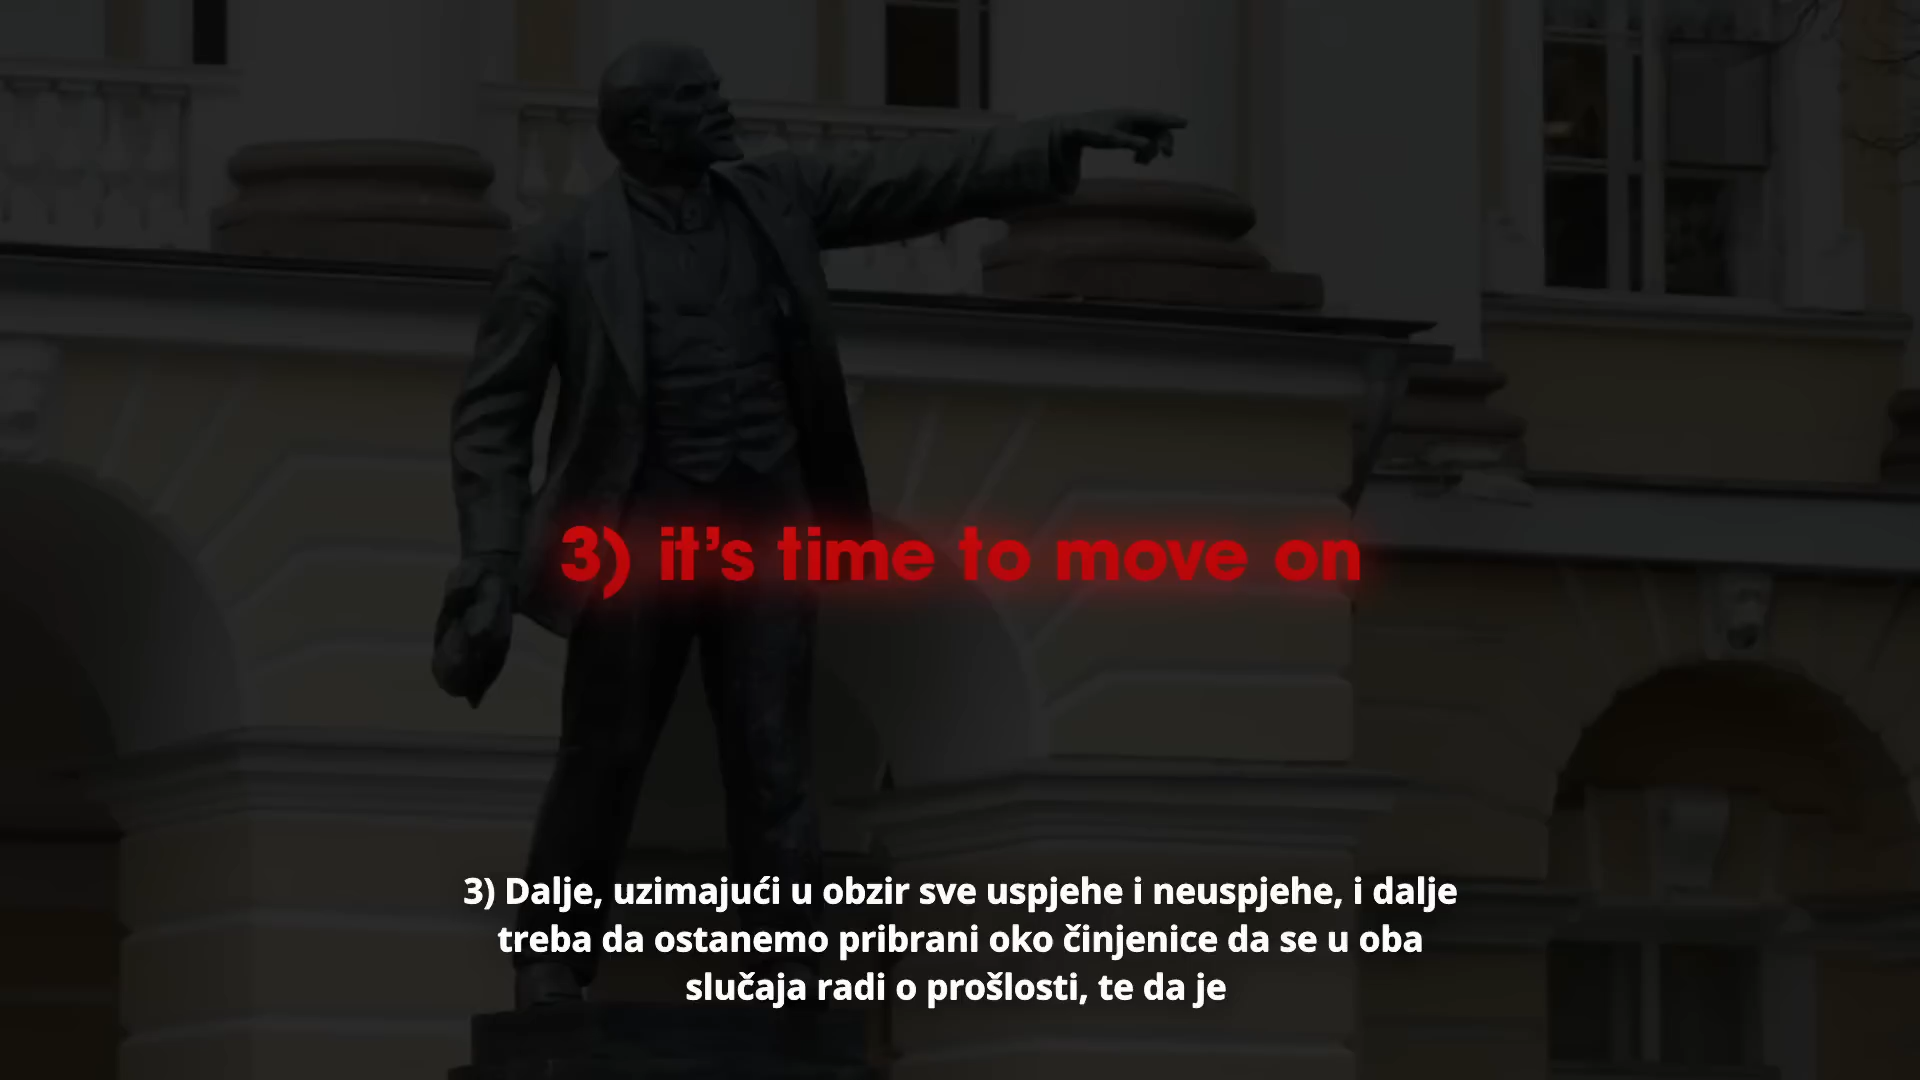 3) it's time to move on
3) Dalje, uzimajući u obzir sve uspjehe i neuspjehe, i dalje
treba da ostanemo pribrani oko činjenice da se u oba
slučaja radi o prošlosti, te da je